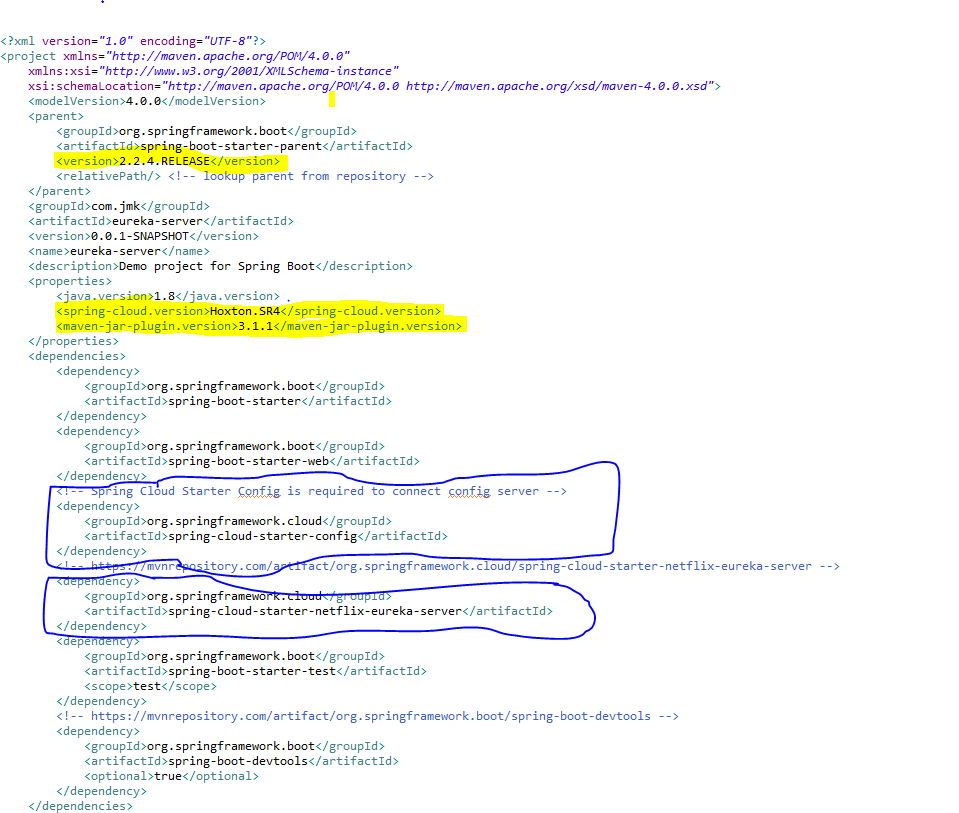 <?xml version="1.0" encoding="UTF-8"?>
<project xmlns="http://maven.apache.org/POM/4.0.0"
    xmlns:xsi="http://www.w3.org/2001/XMLSchema-instance"
    xsi:schemaLocation="http://maven.apache.org/POM/4.0.0 http://maven.apache.org/xsd/maven-4.0.0.xsd">
    <modelVersion>4.0.0</modelVersion>
    <parent>
        <groupId>org.springframework.boot</groupId>
        <artifactId>spring-boot-starter-parent</artifactId>
        <version>2.2.4.RELEASE</version>
        <relativePath/> <!-- lookup parent from repository -->
    </parent>
    <groupId>com.jmk</groupId>
    <artifactId>eureka-server</artifactId>
    <version>0.0.1-SNAPSHOT</version>
    <name>eureka-server</name>
    <description>Demo project for Spring Boot</description>
    <properties>
        <java.version>1.8</java.version>
        <spring-cloud.version>Hoxton.SR4</spring-cloud.version>
        <maven-jar-plugin.version>3.1.1</maven-jar-plugin.version>
    </properties>
    <dependencies>
        <dependency>
            <groupId>org.springframework.boot</groupId>
            <artifactId>spring-boot-starter</artifactId>
        </dependency>
        <dependency>
            <groupId>org.springframework.boot</groupId>
            <artifactId>spring-boot-starter-web</artifactId>
        </dependency>
        <!-- Spring Cloud Starter Config is required to connect config server -->
        <dependency>
            <groupId>org.springframework.cloud</groupId>
            <artifactId>spring-cloud-starter-config</artifactId>
        </dependency>
        <!-- https://mvnrepository.com/artifact/org.springframework.cloud/spring-cloud-starter-netflix-eureka-server -->
        <dependency>
            <groupId>org.springframework.cloud</groupId>
            <artifactId>spring-cloud-starter-netflix-eureka-server</artifactId>
        </dependency>
        <dependency>
            <groupId>org.springframework.boot</groupId>
            <artifactId>spring-boot-starter-test</artifactId>
            <scope>test</scope>
        </dependency>
        <!-- https://mvnrepository.com/artifact/org.springframework.boot/spring-boot-devtools -->
        <dependency>
            <groupId>org.springframework.boot</groupId>
            <artifactId>spring-boot-devtools</artifactId>
            <optional>true</optional>
        </dependency>
    </dependencies>